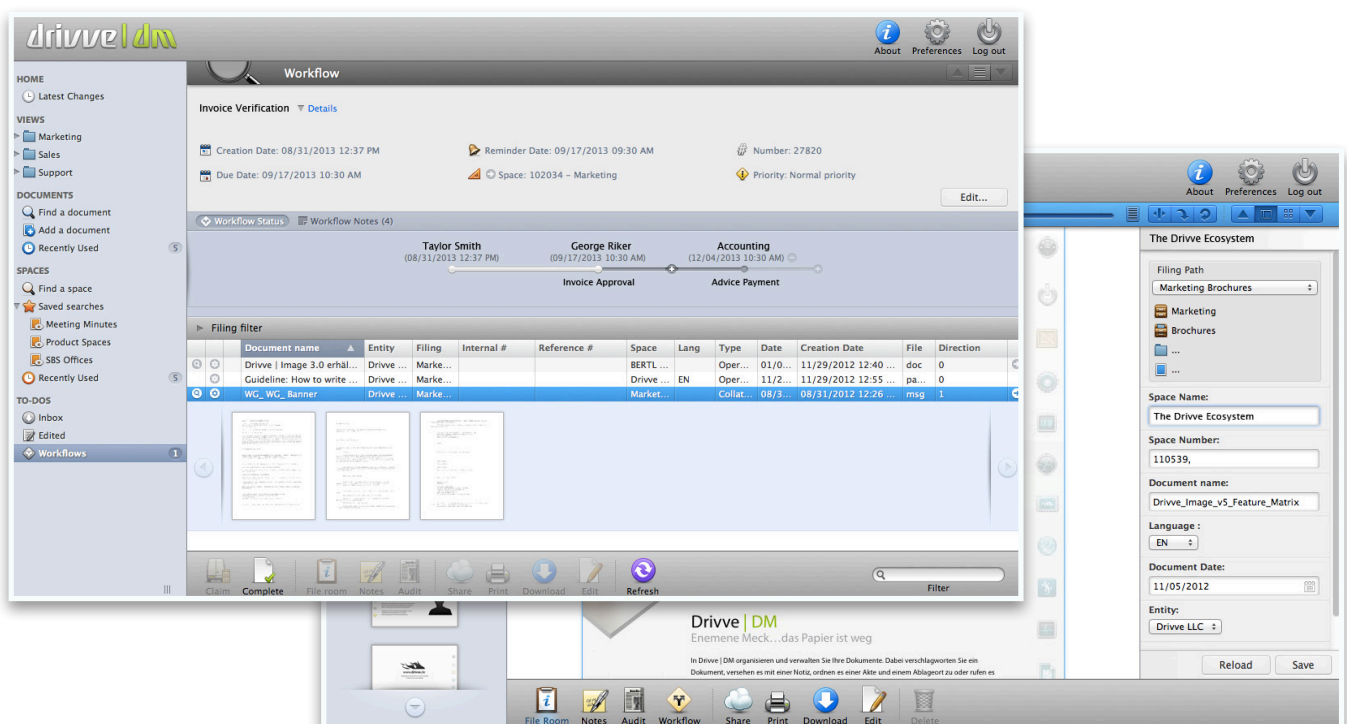 drivve | dm
About Preferences Log out
HOME
Latest Changes
VIEWS
Marketing
Sales
Support
DOCUMENTS
Find a document
Add a document
Recently Used 5
SPACES
Find a space
Saved searches
Meeting Minutes
Product Spaces
SBS Offices
Recently Used 5
TO-DOS
Inbox
Edited
Workflows 1
Workflow
Invoice Verification Details
Creation Date: 08/31/2013 12:37 PM Reminder Date: 09/17/2013 09:30 AM Number: 27820
Due Date: 09/17/2013 10:30 AM Space: 102034 – Marketing Priority: Normal priority
Edit...
Workflow Status Workflow Notes (4)
Taylor Smith George Riker Accounting
(08/31/2013 12:37 PM) (09/17/2013 10:30 AM) (12/04/2013 10:30 AM)
Invoice Approval Advice Payment
Filing filter
Document name Entity Filing Internal # Reference # Space Lang Type Date Creation Date File Direction
Drivve | Image 3.0 erhäl... Drivve ... Marke... BERTL ... Oper... 01/0... 11/29/2012 12:40 ... doc 0
Guideline: How to write ... Drivve ... Marke... Drivve ... EN Oper... 11/2... 11/29/2012 12:55 ... pa... 0
WG_ WG_ Banner Drivve ... Marke... Market... Collat... 08/3... 08/31/2012 12:26 ... msg 1
Claim Complete File room Notes Audit Share Print Download Edit Refresh Filter
About Preferences Log out
The Drivve Ecosystem
Filing Path
Marketing Brochures
Marketing
Brochures
...
...
Space Name:
The Drivve Ecosystem
Space Number:
110539,
Document name:
Drivve_Image_v5_Feature_Matrix
Language :
EN
Document Date:
11/05/2012
Entity:
Drivve LLC
Reload Save
Drivve | DM
Enemene Meck...das Papier ist weg
In Drivve | DM organisieren und verwalten Sie Ihre Dokumente. Dabei verschlagworten Sie ein
Dokument, versehen es mit einer Notiz, ordnen es einer Akte und einem Ablageort zu oder rufen es
File Room Notes Audit Workflow Share Print Download Edit Delete